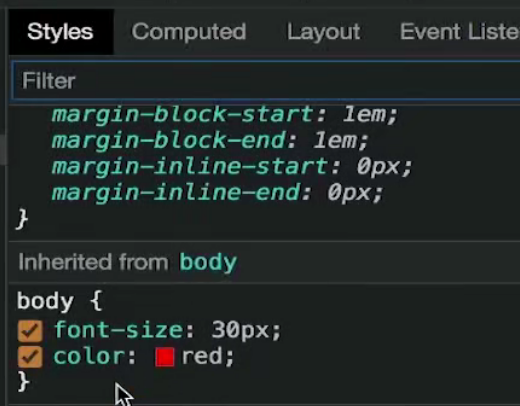 Styles Computed Layout Event Liste
Filter
margin-block-start: 1em;
margin-block-end: 1em;
margin-inline-start: 0px;
margin-inline-end: 0px;
}
Inherited from body
body {
font-size: 30px;
color: red;
}